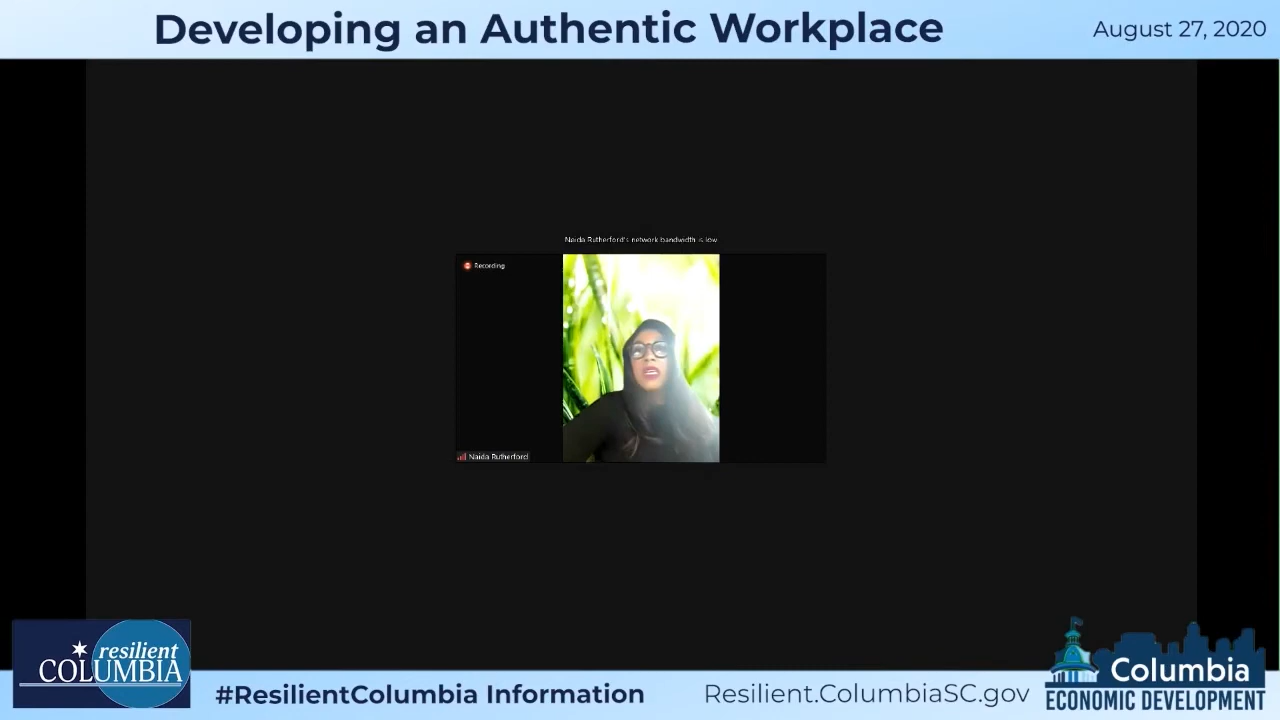 Developing an Authentic Workplace
August 27, 2020
Naida Rutherford's network bandwidth is low
Recording
Naida Rutherford
resilient
COLUMBIA
#ResilientColumbia Information
Resilient.ColumbiaSC.gov
Columbia
ECONOMIC DEVELOPMENT